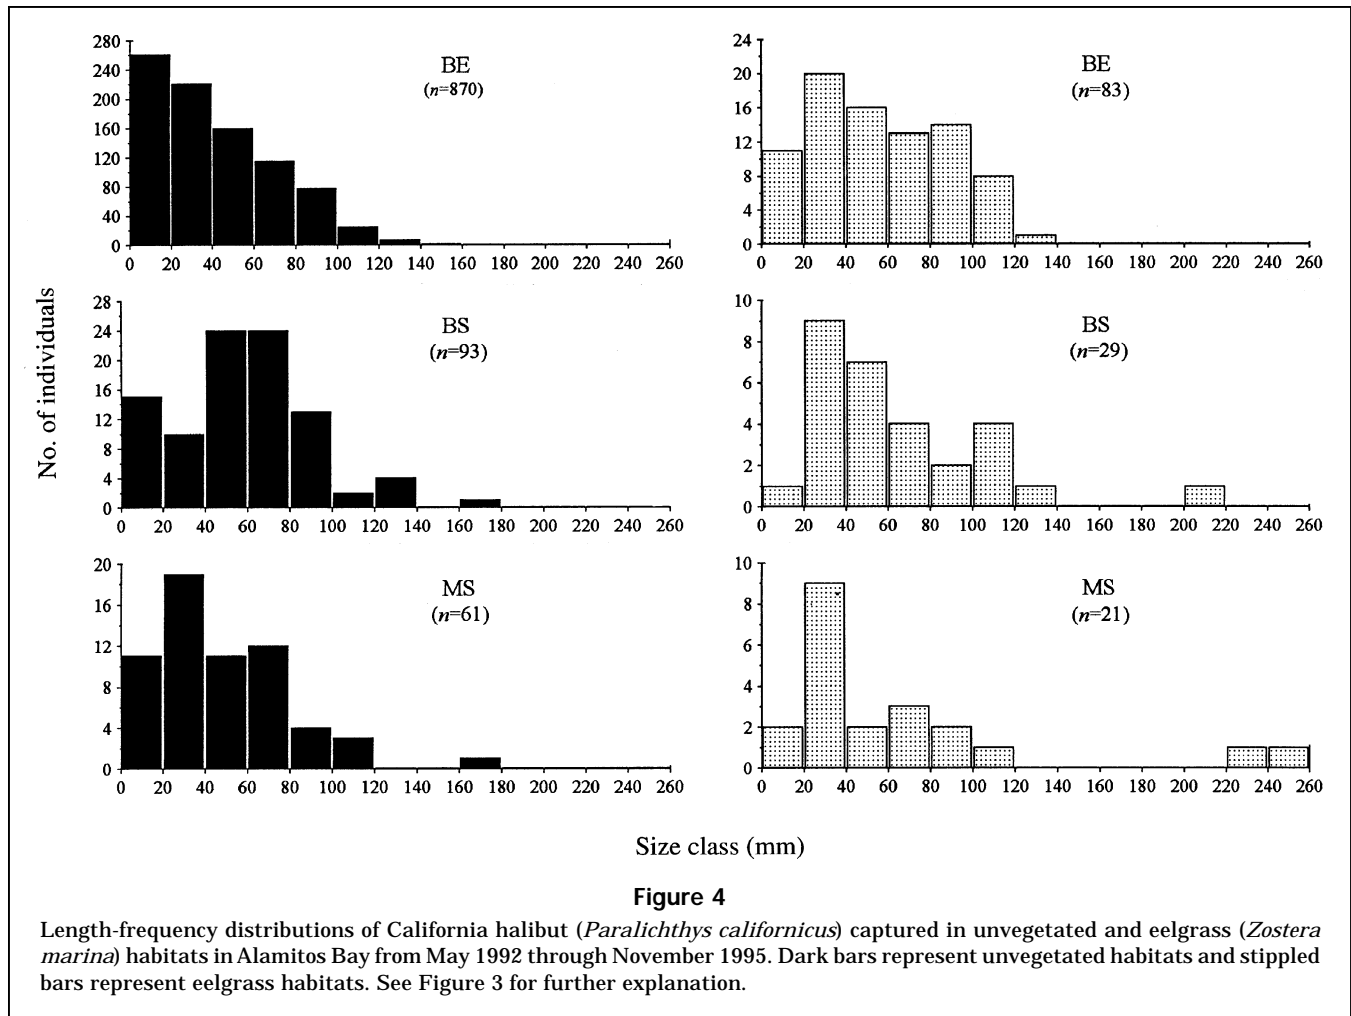 280
240
200
160
120
80
40
0
BE
(n=870)
0 20 40 60 80 100 120 140 160 180 200 220 240 260
24
20
16
12
8
4
0
BE
(n=83)
0 20 40 60 80 100 120 140 160 180 200 220 240 260
No. of individuals
28
24
20
16
12
8
4
0
BS
(n=93)
0 20 40 60 80 100 120 140 160 180 200 220 240 260
10
8
6
4
2
0
BS
(n=29)
0 20 40 60 80 100 120 140 160 180 200 220 240 260
20
16
12
8
4
0
MS
(n=61)
0 20 40 60 80 100 120 140 160 180 200 220 240 260
10
8
6
4
2
0
MS
(n=21)
0 20 40 60 80 100 120 140 160 180 200 220 240 260
Size class (mm)
Figure 4
Length-frequency distributions of California halibut (Paralichthys californicus) captured in unvegetated and eelgrass (Zostera
marina) habitats in Alamitos Bay from May 1992 through November 1995. Dark bars represent unvegetated habitats and stippled
bars represent eelgrass habitats. See Figure 3 for further explanation.